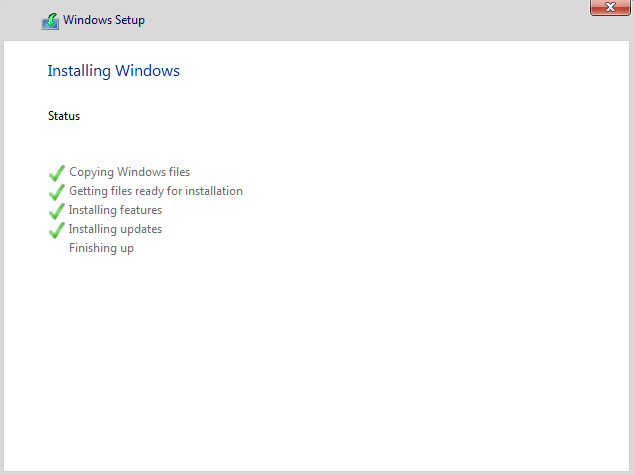 Windows Setup
Installing Windows
Status
Copying Windows files
Getting files ready for installation
Installing features
Installing updates
Finishing up